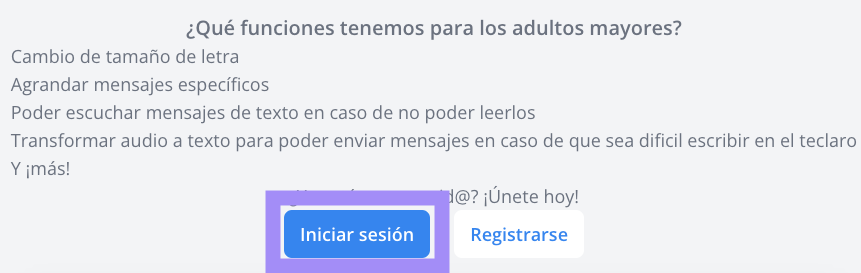 ¿Qué funciones tenemos para los adultos mayores?
Cambio de tamaño de letra
Agrandar mensajes específicos
Poder escuchar mensajes de texto en caso de no poder leerlos
Transformar audio a texto para poder enviar mensajes en caso de que sea dificil escribir en el teclaro
Y ¡más!
d@? ¡Únete hoy!
Iniciar sesión
Registrarse